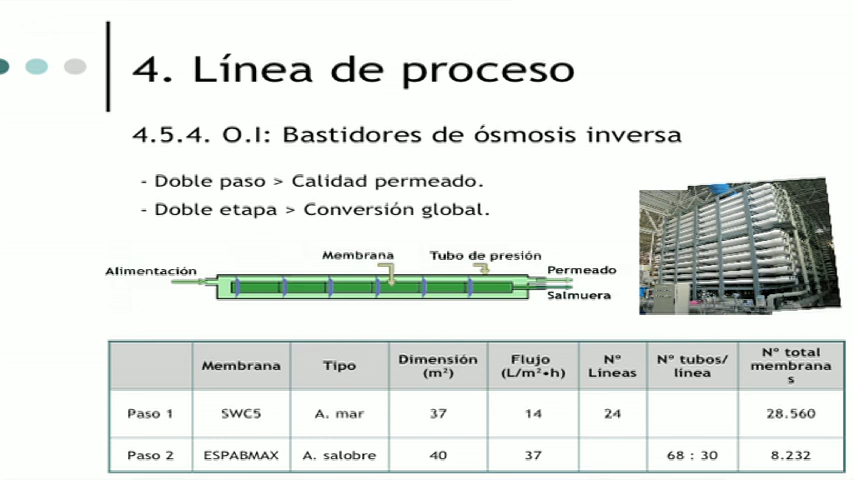 4. Línea de proceso
4.5.4. O.I: Bastidores de ósmosis inversa
- Doble paso > Calidad permeado.
- Doble etapa > Conversión global.
Membrana
Tubo de presión
Alimentación
Permeado
Salmuera
Membrana
Tipo
Dimensión
(m²)
Flujo
(L/m²•h)
Nº
Líneas
Nº tubos/
línea
Nº total
membrana
s
Paso 1
SWC5
A. mar
37
14
24
28.560
Paso 2
ESPABMAX
A. salobre
40
37
68 : 30
8.232